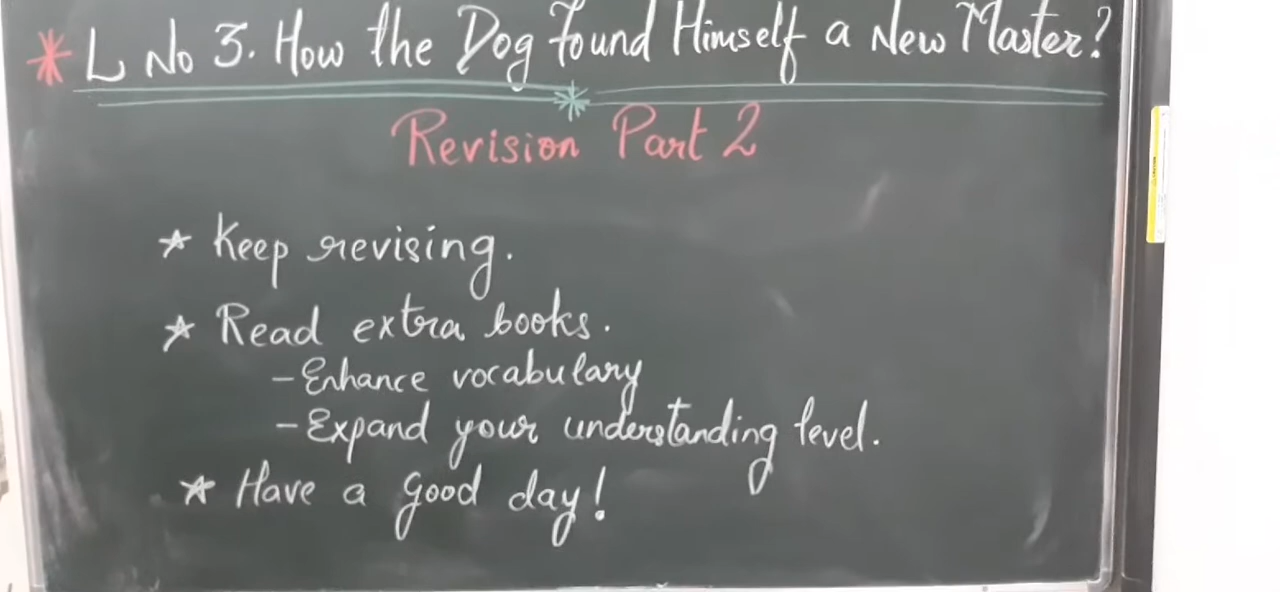 * L No 3. How the Dog Found Himself a New Master?
Revision Part 2
* Keep revising.
* Read extra books.
- Enhance vocabulary
- Expand your understanding level.
* Have a good day!